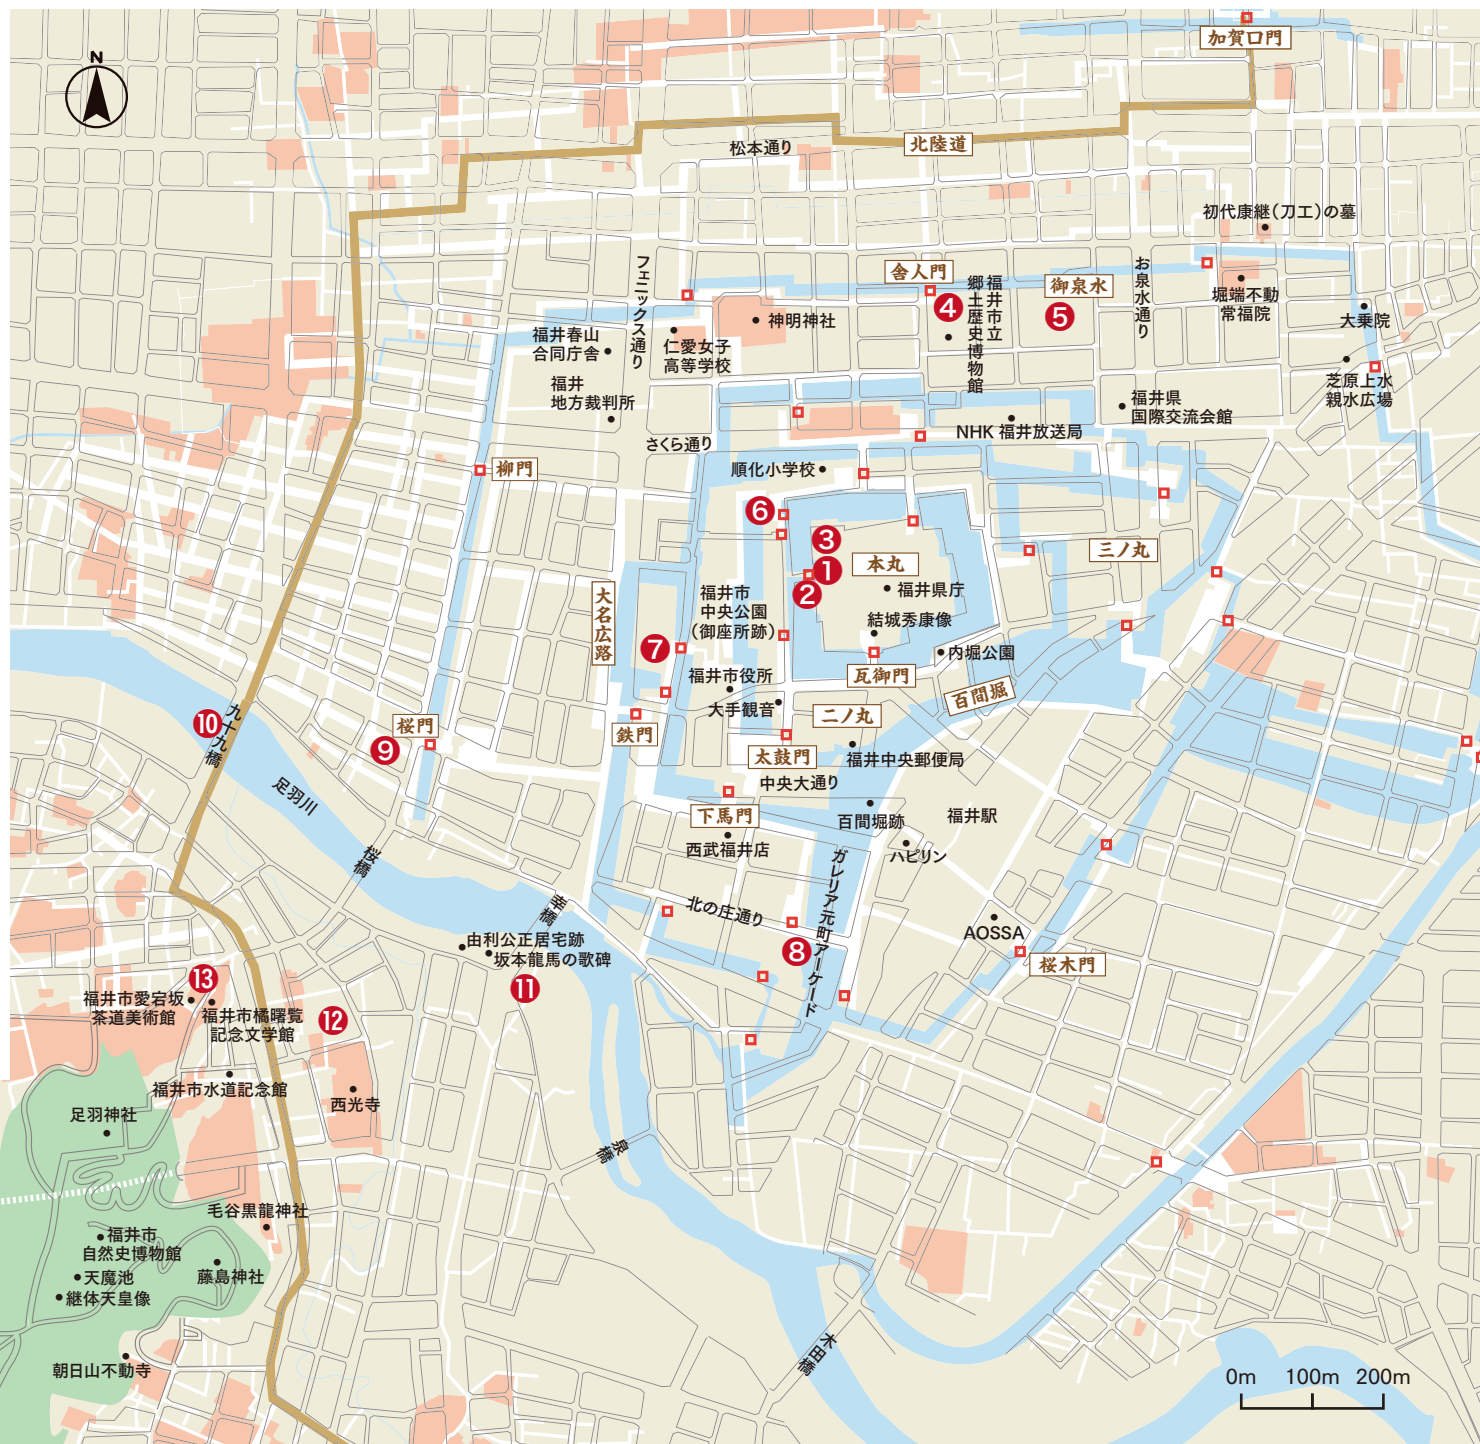 加賀口門
N
北陸道
松本通り
初代康継(刀工)の墓
フェニックス通り
舎人門
福井市立
郷土歴史博物館
御泉水
お泉水通り
❹
❺
堀端不動
常福院
大乗院
神明神社
福井春山
合同庁舎
仁愛女子
高等学校
芝原上水
親水広場
福井
地方裁判所
福井県
国際交流会館
NHK 福井放送局
さくら通り
柳門
順化小学校
❻
❸
❶
❷
本丸
三ノ丸
福井県庁
福井市
中央公園
(御座所跡)
結城秀康像
大名広路
❼
内堀公園
瓦御門
福井市役所
百間堀
大手観音
二ノ丸
❿
九十九橋
桜門
❾
鉄門
太鼓門
福井中央郵便局
中央大通り
足羽川
下馬門
百間堀跡
福井駅
西武福井店
ハピリン
桜橋
ガレリア元町アーケード
幸橋
北の庄通り
AOSSA
由利公正居宅跡
坂本龍馬の歌碑
❽
桜木門
⓫
⓭
福井市愛宕坂
茶道美術館
福井市橘曙覧
記念文学館
⓬
福井市水道記念館
西光寺
足羽神社
泉橋
毛谷黒龍神社
福井市
自然史博物館
天魔池
藤島神社
継体天皇像
朝日山不動寺
木田橋
0m 100m 200m